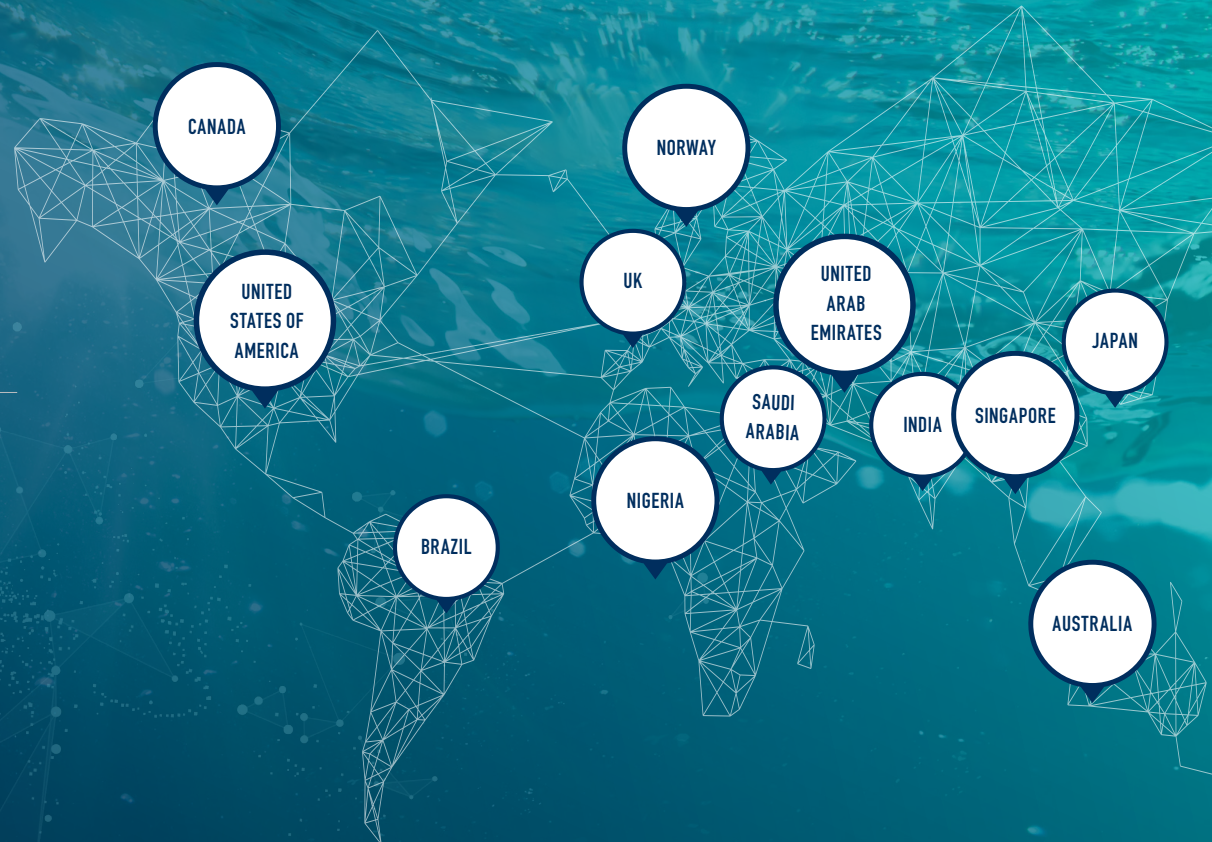 CANADA
NORWAY
UNITED
STATES OF
AMERICA
UK
UNITED
ARAB
EMIRATES
JAPAN
SAUDI
ARABIA
INDIA
SINGAPORE
NIGERIA
BRAZIL
AUSTRALIA